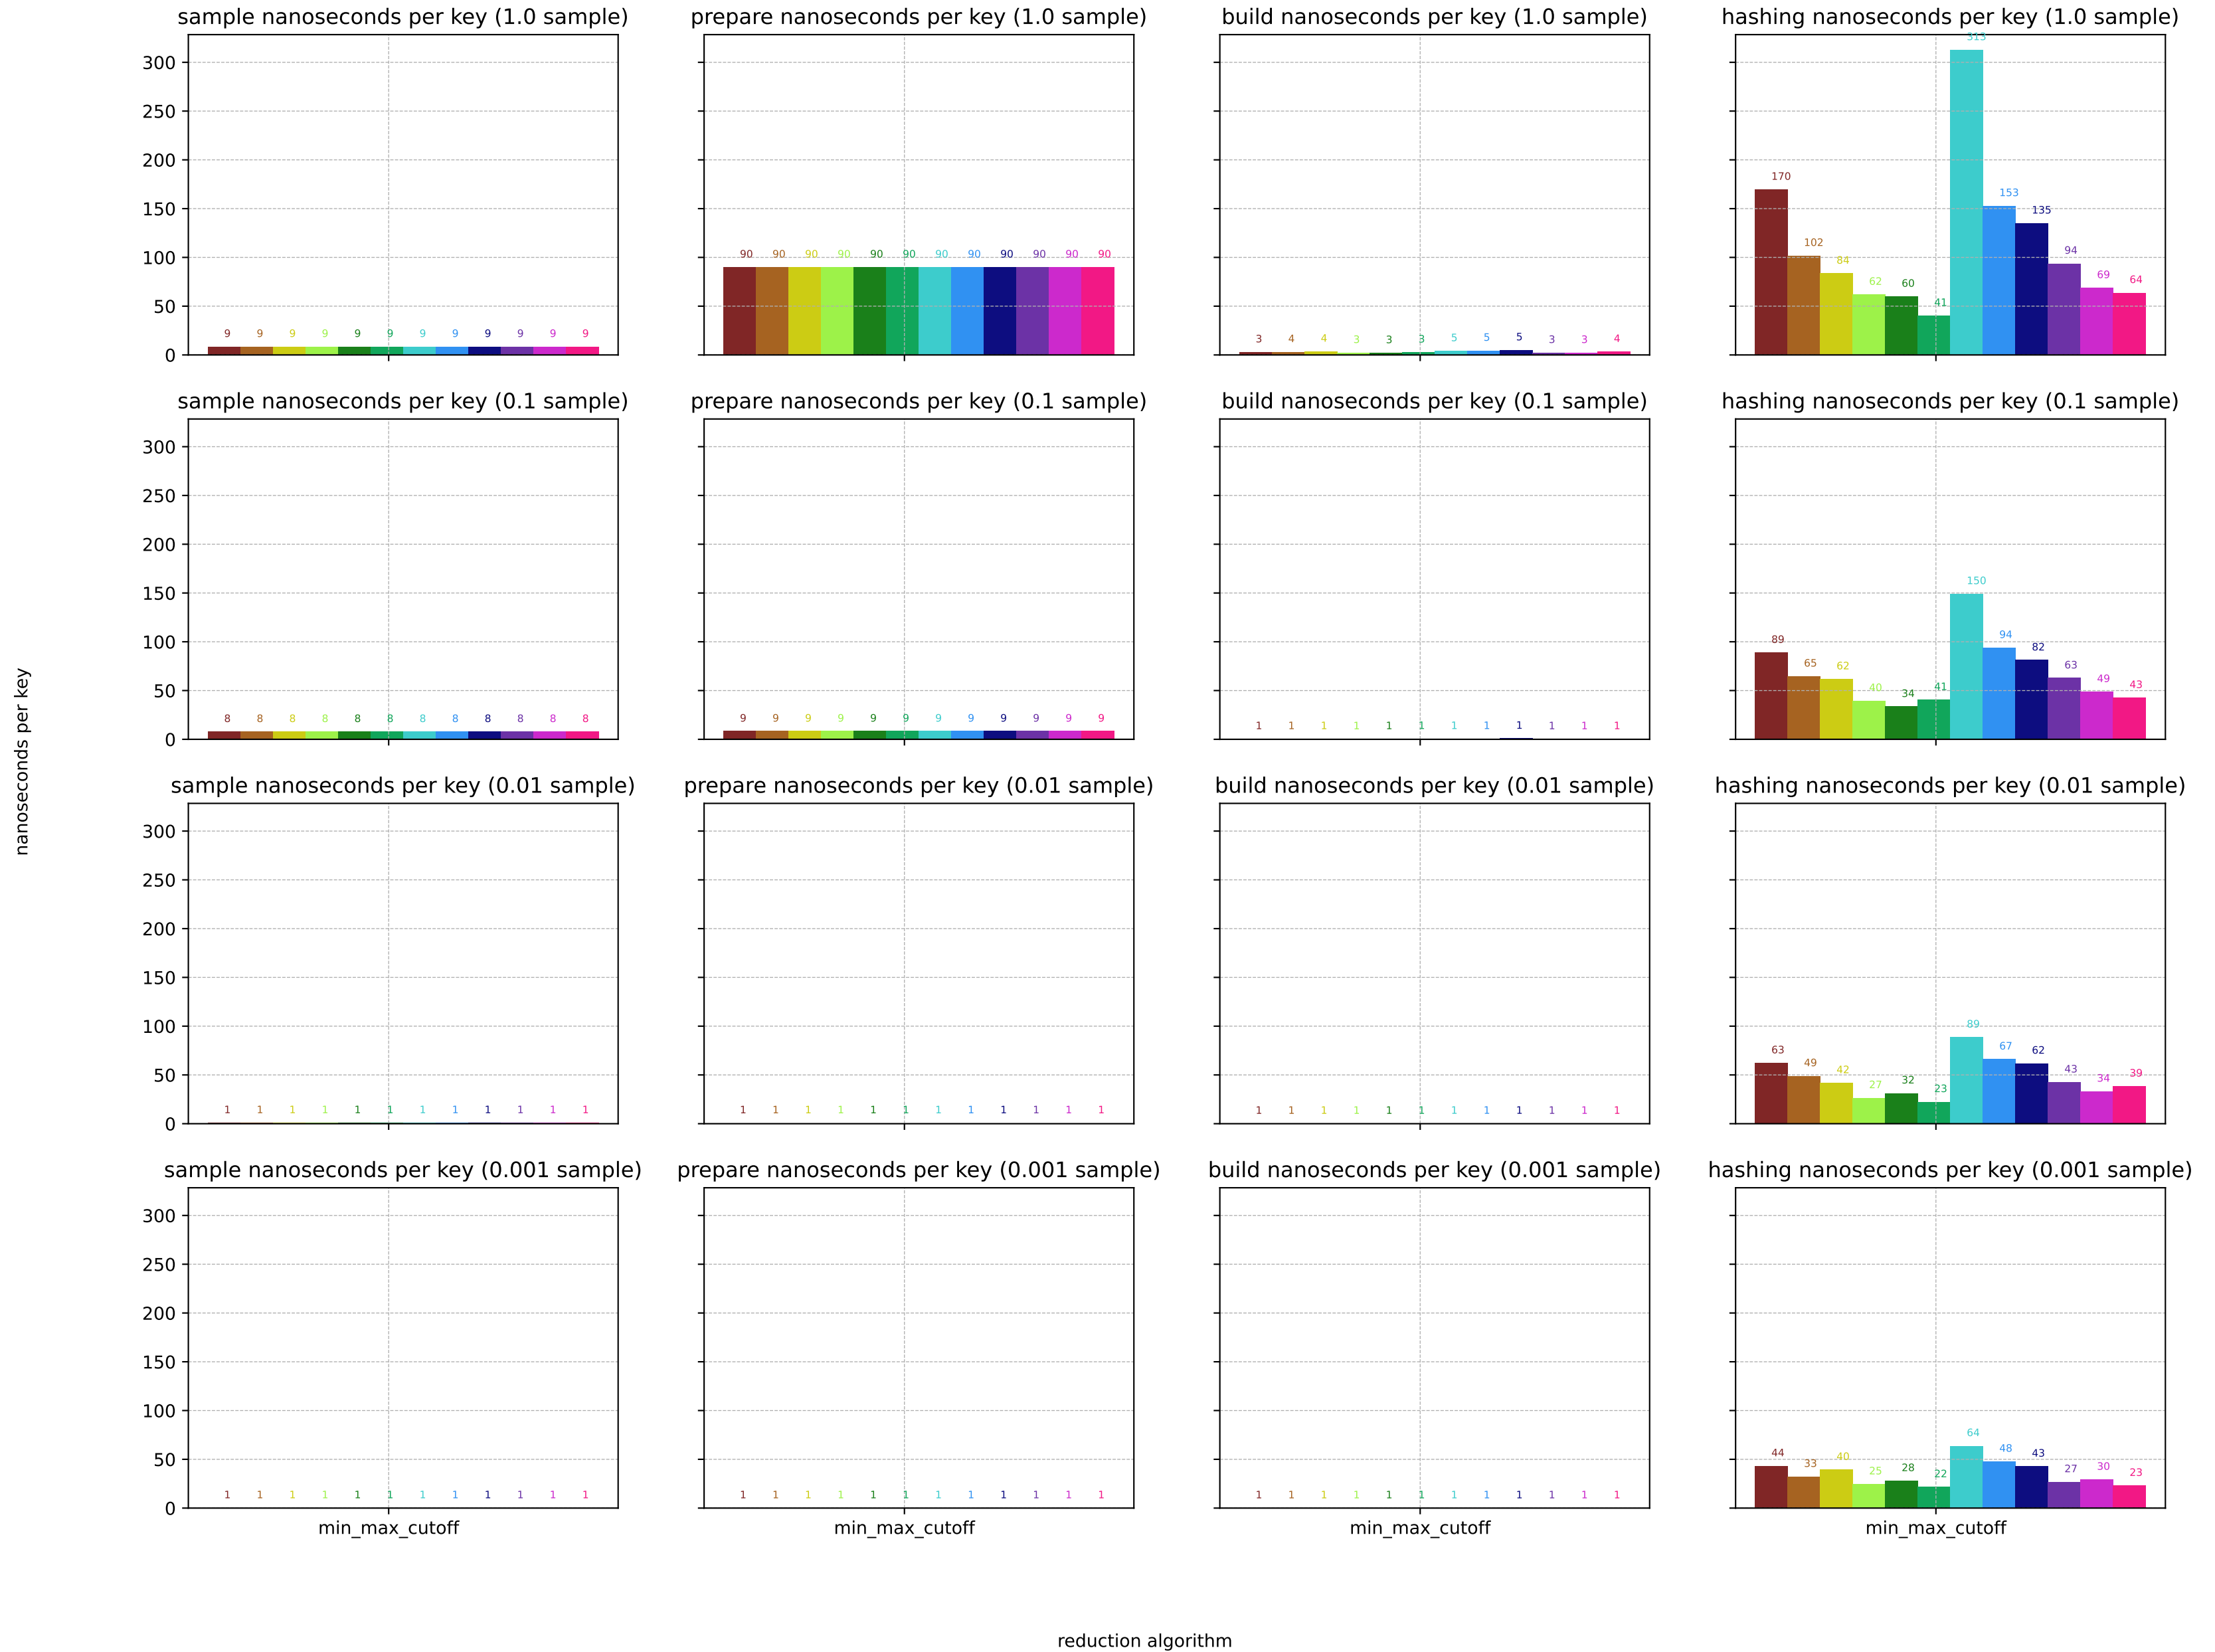 sample nanoseconds per key (1.0 sample)
300
250
200
150
100
50
0
9 9 9 9 9 9 9 9 9 9 9 9
prepare nanoseconds per key (1.0 sample)
90 90 90 90 90 90 90 90 90 90 90 90
build nanoseconds per key (1.0 sample)
3 4 4 3 3 3 5 5 5 3 3 4
hashing nanoseconds per key (1.0 sample)
170 102 84 62 60 41 313 153 135 94 69 64
sample nanoseconds per key (0.1 sample)
300
250
200
150
100
50
0
8 8 8 8 8 8 8 8 8 8 8 8
prepare nanoseconds per key (0.1 sample)
9 9 9 9 9 9 9 9 9 9 9 9
build nanoseconds per key (0.1 sample)
1 1 1 1 1 1 1 1 1 1 1 1
hashing nanoseconds per key (0.1 sample)
89 65 62 40 34 41 150 94 82 63 49 43
nanoseconds per key
sample nanoseconds per key (0.01 sample)
300
250
200
150
100
50
0
1 1 1 1 1 1 1 1 1 1 1 1
prepare nanoseconds per key (0.01 sample)
1 1 1 1 1 1 1 1 1 1 1 1
build nanoseconds per key (0.01 sample)
1 1 1 1 1 1 1 1 1 1 1 1
hashing nanoseconds per key (0.01 sample)
63 49 42 27 32 23 89 67 62 43 34 39
sample nanoseconds per key (0.001 sample)
300
250
200
150
100
50
0
1 1 1 1 1 1 1 1 1 1 1 1
min_max_cutoff
prepare nanoseconds per key (0.001 sample)
1 1 1 1 1 1 1 1 1 1 1 1
min_max_cutoff
build nanoseconds per key (0.001 sample)
1 1 1 1 1 1 1 1 1 1 1 1
min_max_cutoff
hashing nanoseconds per key (0.001 sample)
44 33 40 25 28 22 64 48 43 27 30 23
min_max_cutoff
reduction algorithm